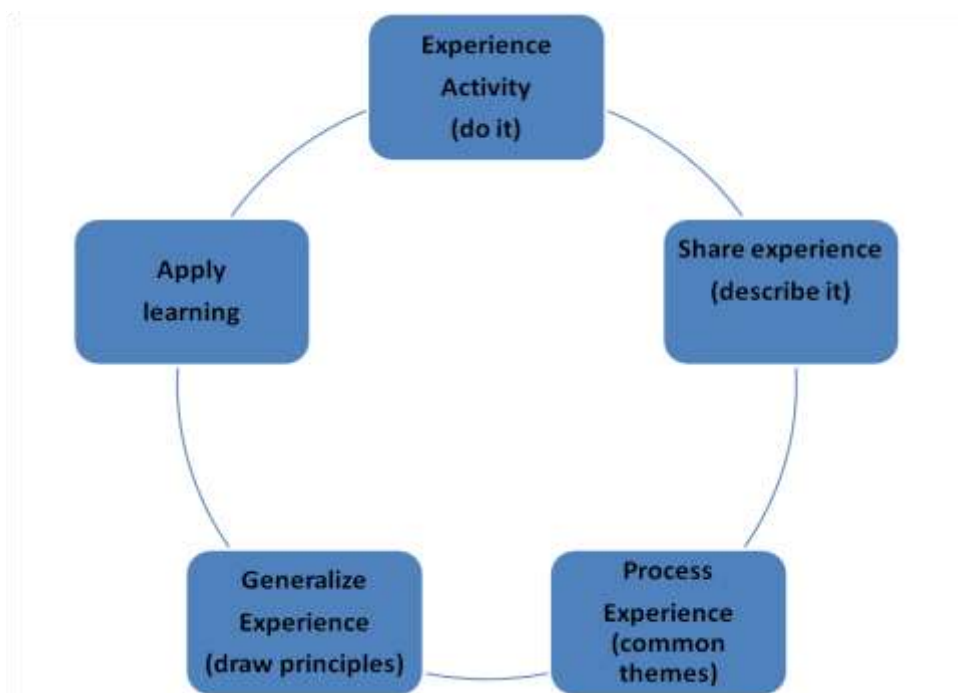 Experience
Activity
(do it)
Share experience
(describe it)
Process
Experience
(common
themes)
Generalize
Experience
(draw principles)
Apply
learning